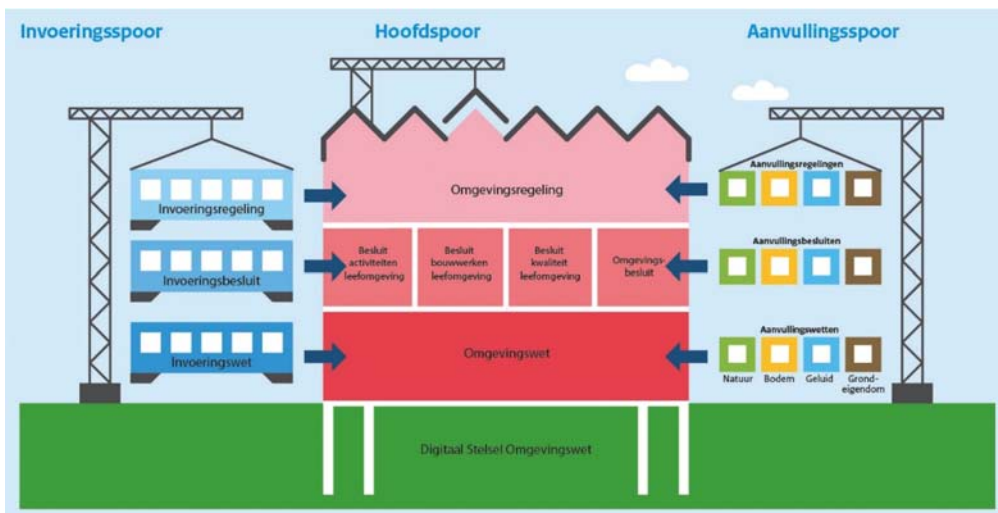 Invoeringsspoor
Hoofdspoor
Aanvullingsspoor
Invoeringsregeling
Omgevingsregeling
Aanvullingsregelingen
Invoeringsbesluit
Besluit
activiteiten
leefomgeving
Besluit
bouwwerken
leefomgeving
Besluit
kwaliteit
leefomgeving
Omgevings-
besluit
Aanvullingsbesluiten
Invoeringswet
Omgevingswet
Aanvullingswetten
Natuur
Bodem
Geluid
Grond-
eigendom
Digitaal Stelsel Omgevingswet